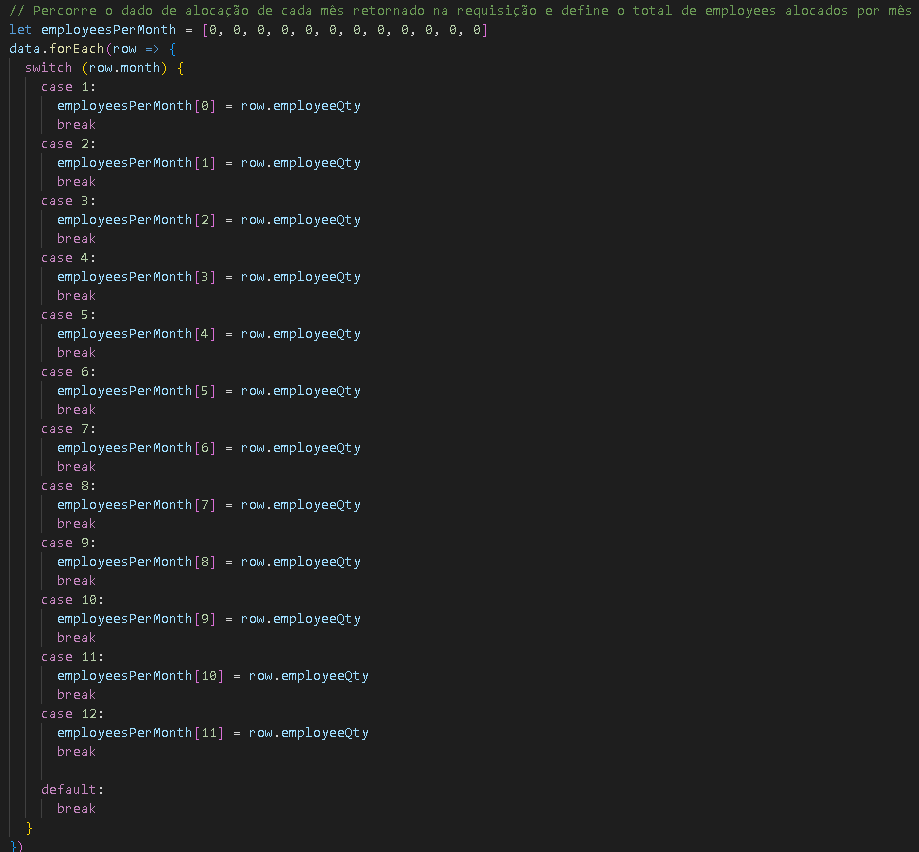 // Percorre o dado de alocação de cada mês retornado na requisição e define o total de employees alocados por mês
let employeesPerMonth = [0, 0, 0, 0, 0, 0, 0, 0, 0, 0, 0, 0]
data.forEach(row => {
switch (row.month) {
case 1:
employeesPerMonth[0] = row.employeeQty
break
case 2:
employeesPerMonth[1] = row.employeeQty
break
case 3:
employeesPerMonth[2] = row.employeeQty
break
case 4:
employeesPerMonth[3] = row.employeeQty
break
case 5:
employeesPerMonth[4] = row.employeeQty
break
case 6:
employeesPerMonth[5] = row.employeeQty
break
case 7:
employeesPerMonth[6] = row.employeeQty
break
case 8:
employeesPerMonth[7] = row.employeeQty
break
case 9:
employeesPerMonth[8] = row.employeeQty
break
case 10:
employeesPerMonth[9] = row.employeeQty
break
case 11:
employeesPerMonth[10] = row.employeeQty
break
case 12:
employeesPerMonth[11] = row.employeeQty
break
default:
break
}
})